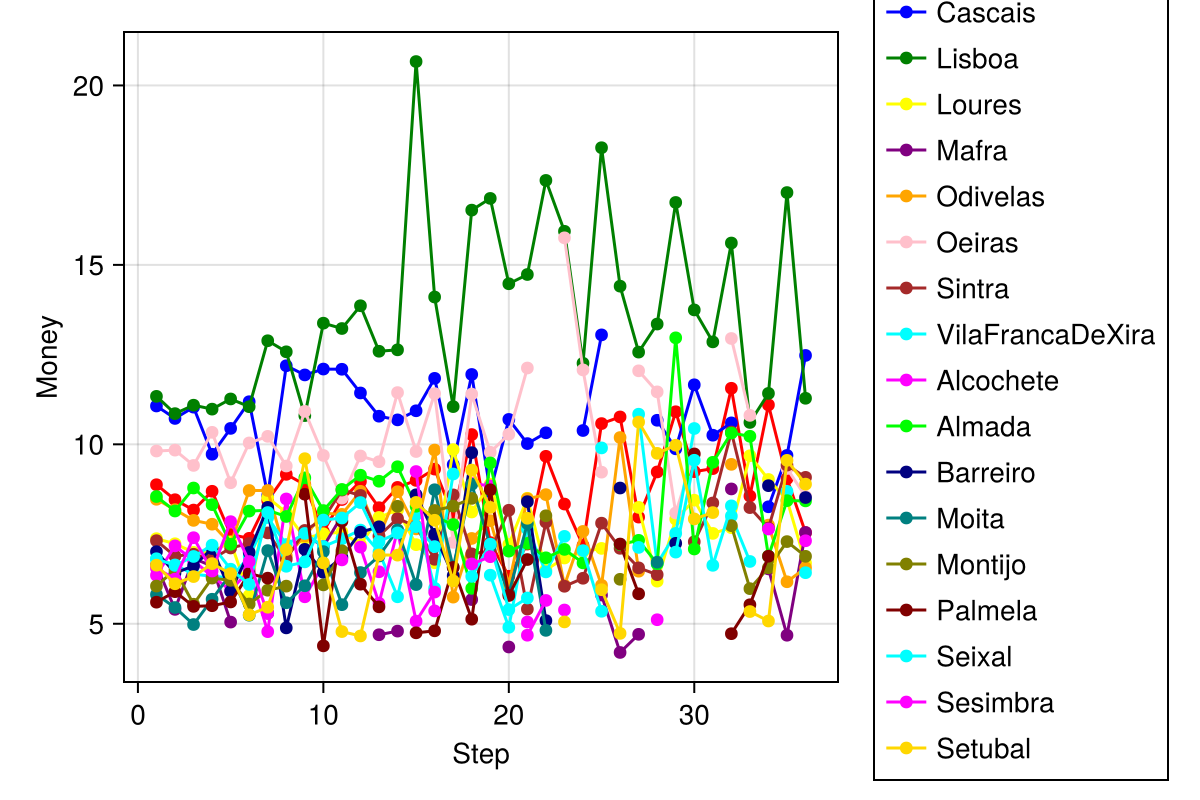 Cascais
Lisboa
Loures
Mafra
Odivelas
Oeiras
Sintra
VilaFrancaDeXira
Alcochete
Almada
Barreiro
Moita
Montijo
Palmela
Seixal
Sesimbra
Setubal
20
15
10
5
Money
0 10 20 30
Step